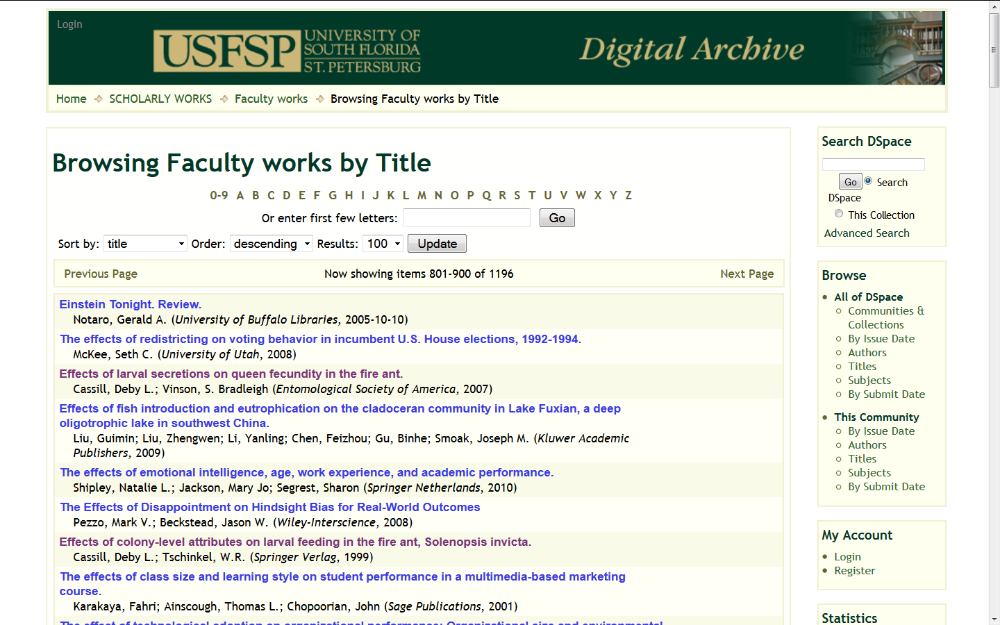 Login
USFSP UNIVERSITY OF
SOUTH FLORIDA
ST. PETERSBURG
Digital Archive
Home SCHOLARLY WORKS Faculty works Browsing Faculty works by Title
Browsing Faculty works by Title
0-9 A B C D E F G H I J K L M N O P Q R S T U V W X Y Z
Or enter first few letters: Go
Sort by: title Order: descending Results: 100 Update
Previous Page Now showing items 801-900 of 1196 Next Page
Einstein Tonight. Review.
Notaro, Gerald A. (University of Buffalo Libraries, 2005-10-10)
The effects of redistricting on voting behavior in incumbent U.S. House elections, 1992-1994.
McKee, Seth C. (University of Utah, 2008)
Effects of larval secretions on queen fecundity in the fire ant.
Cassill, Deby L.; Vinson, S. Bradleigh (Entomological Society of America, 2007)
Effects of fish introduction and eutrophication on the cladoceran community in Lake Fuxian, a deep
oligotrophic lake in southwest China.
Liu, Guimin; Liu, Zhengwen; Li, Yanling; Chen, Feizhou; Gu, Binhe; Smoak, Joseph M. (Kluwer Academic
Publishers, 2009)
The effects of emotional intelligence, age, work experience, and academic performance.
Shipley, Natalie L.; Jackson, Mary Jo; Segrest, Sharon (Springer Netherlands, 2010)
The Effects of Disappointment on Hindsight Bias for Real-World Outcomes
Pezzo, Mark V.; Beckstead, Jason W. (Wiley-Interscience, 2008)
Effects of colony-level attributes on larval feeding in the fire ant, Solenopsis invicta.
Cassill, Deby L.; Tschinkel, W.R. (Springer Verlag, 1999)
The effects of class size and learning style on student performance in a multimedia-based marketing
course.
Karakaya, Fahri; Ainscough, Thomas L.; Chopoorian, John (Sage Publications, 2001)
The effect of technological adoption on organizational performance: Organizational size and environmental
Search DSpace
Go Search
DSpace
This Collection
Advanced Search
Browse
All of DSpace
Communities &
Collections
By Issue Date
Authors
Titles
Subjects
By Submit Date
This Community
By Issue Date
Authors
Titles
Subjects
By Submit Date
My Account
Login
Register
Statistics